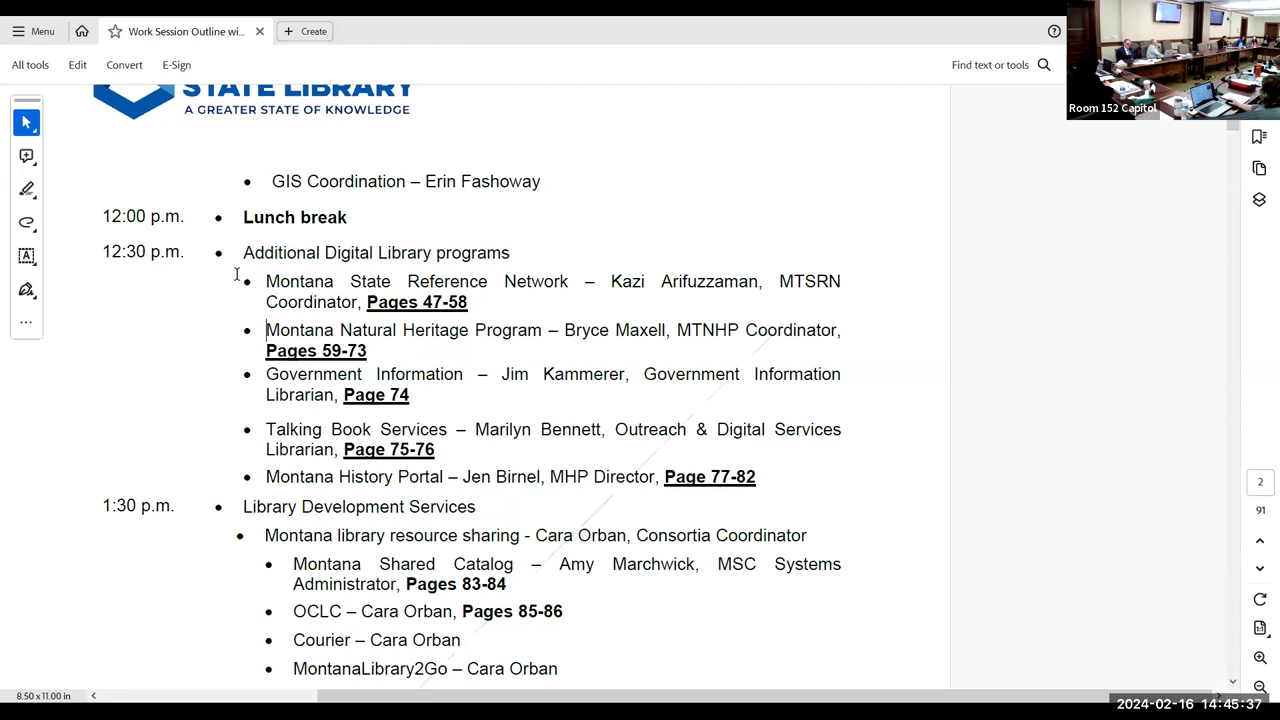 Menu
Work Session Outline wi...
Create
All tools
Edit
Convert
E-Sign
Find text or tools
Room 152 Capitol
STATE LIBRARY
A GREATER STATE OF KNOWLEDGE
• GIS Coordination – Erin Fashoway
12:00 p.m. • Lunch break
12:30 p.m. • Additional Digital Library programs
• Montana State Reference Network – Kazi Arifuzzaman, MTSRN
Coordinator, Pages 47-58
• Montana Natural Heritage Program – Bryce Maxell, MTNHP Coordinator,
Pages 59-73
• Government Information – Jim Kammerer, Government Information
Librarian, Page 74
• Talking Book Services – Marilyn Bennett, Outreach & Digital Services
Librarian, Page 75-76
• Montana History Portal – Jen Birnel, MHP Director, Page 77-82
1:30 p.m. • Library Development Services
• Montana library resource sharing - Cara Orban, Consortia Coordinator
• Montana Shared Catalog – Amy Marchwick, MSC Systems
Administrator, Pages 83-84
• OCLC – Cara Orban, Pages 85-86
• Courier – Cara Orban
• MontanaLibrary2Go – Cara Orban
2
91
8.50 x 11.00 in
2024-02-16 14:45:37